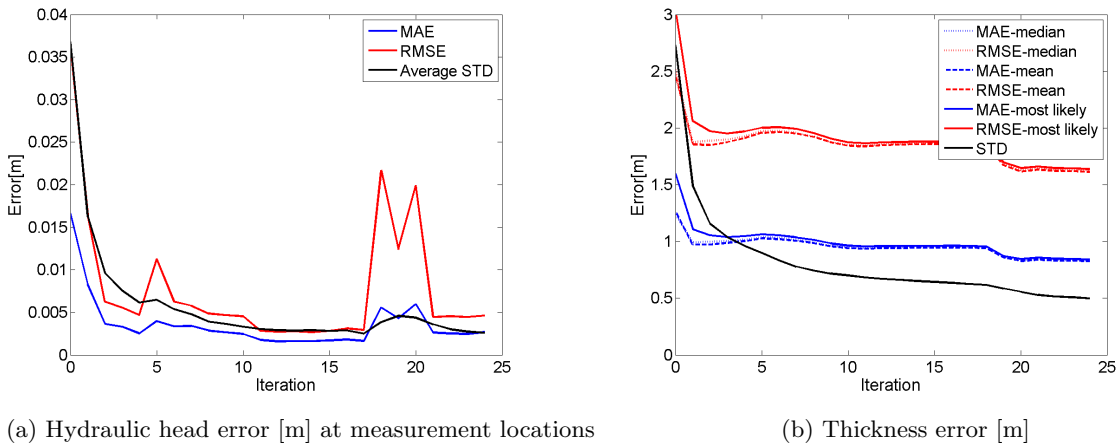 0.04
0.035
0.03
0.025
0.02
0.015
0.01
0.005
0
Error[m]
0 5 10 15 20 25
Iteration
MAE
RMSE
Average STD
(a) Hydraulic head error [m] at measurement locations
3
2.5
2
1.5
1
0.5
0
Error[m]
0 5 10 15 20 25
Iteration
MAE-median
RMSE-median
MAE-mean
RMSE-mean
MAE-most likely
RMSE-most likely
STD
(b) Thickness error [m]